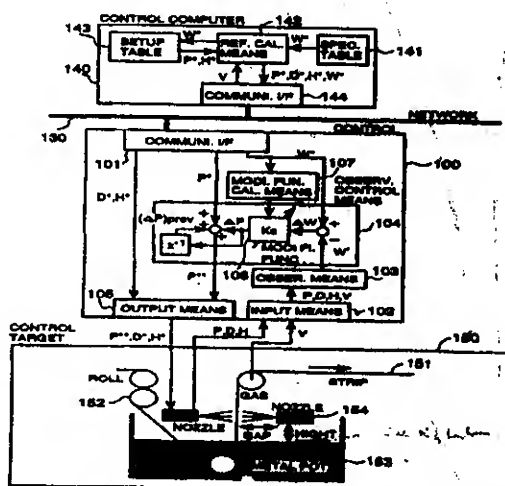 CONTROL COMPUTER
142
143
W*
W*
SETUP TABLE
REF. CAL. MEANS
SPEC. TABLE
141
P*,H*
V
P*,D*,H*,W*
140
COMMUNI. I/F
144
NETWORK
130
CONTROL
COMMUNI. I/F
101
W*
107
100
MODI. FUN. CAL. MEANS
OBSERV. CONTROL MEANS
D*,H*
P*
104
(ΔP)prev
ΔP
Ks
ΔW
z⁻¹
106
MODIFI. FUNC.
W'
103
P**
OBSER. MEANS
P,D,H,V
OUTPUT MEANS
INPUT MEANS
102
CONTROL TARGET
P,D,H
V
150
P**,D*,H*
151
STRIP
ROLL
GAS
152
NOZZLE
NOZZLE
154
GAP
HIGHT
METAL POT
153